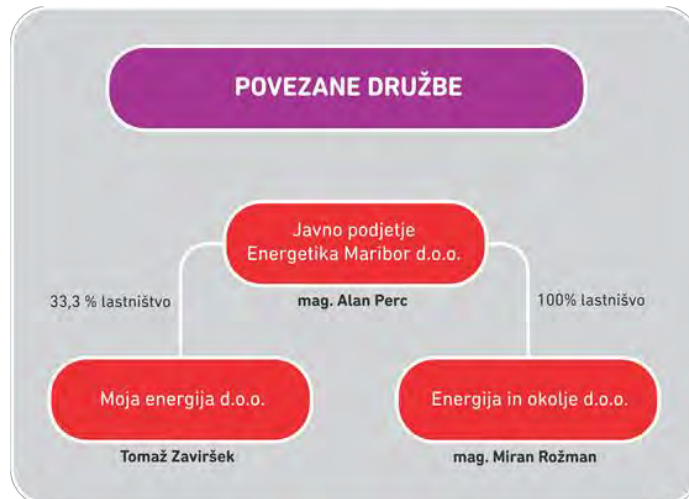 POVEZANE DRUŽBE
Javno podjetje
Energetika Maribor d.o.o.
mag. Alan Perc
33,3 % lastništvo
100% lastnišvo
Moja energija d.o.o.
Energija in okolje d.o.o.
Tomaž Zaviršek
mag. Miran Rožman